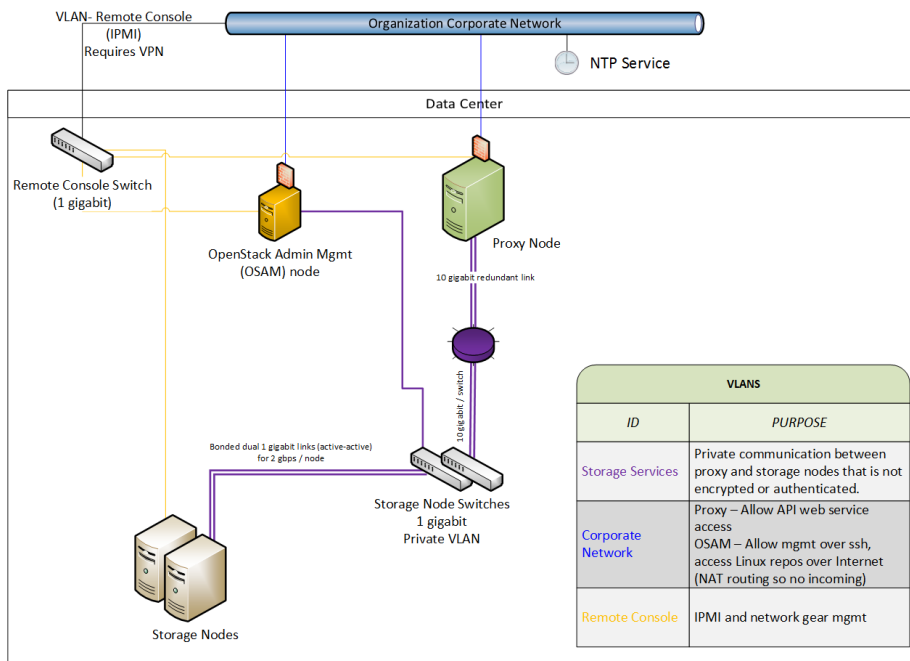 VLAN- Remote Console
(IPMI)
Requires VPN
Organization Corporate Network
NTP Service
Data Center
Remote Console Switch
(1 gigabit)
OpenStack Admin Mgmt
(OSAM) node
Proxy Node
10 gigabit redundant link
10 gigabit / switch
Bonded dual 1 gigabit links (active-active)
for 2 gbps / node
Storage Node Switches
1 gigabit
Private VLAN
Storage Nodes
VLANS
ID
PURPOSE
Storage Services
Private communication between
proxy and storage nodes that is not
encrypted or authenticated.
Corporate
Network
Proxy – Allow API web service
access
OSAM – Allow mgmt over ssh,
access Linux repos over Internet
(NAT routing so no incoming)
Remote Console
IPMI and network gear mgmt